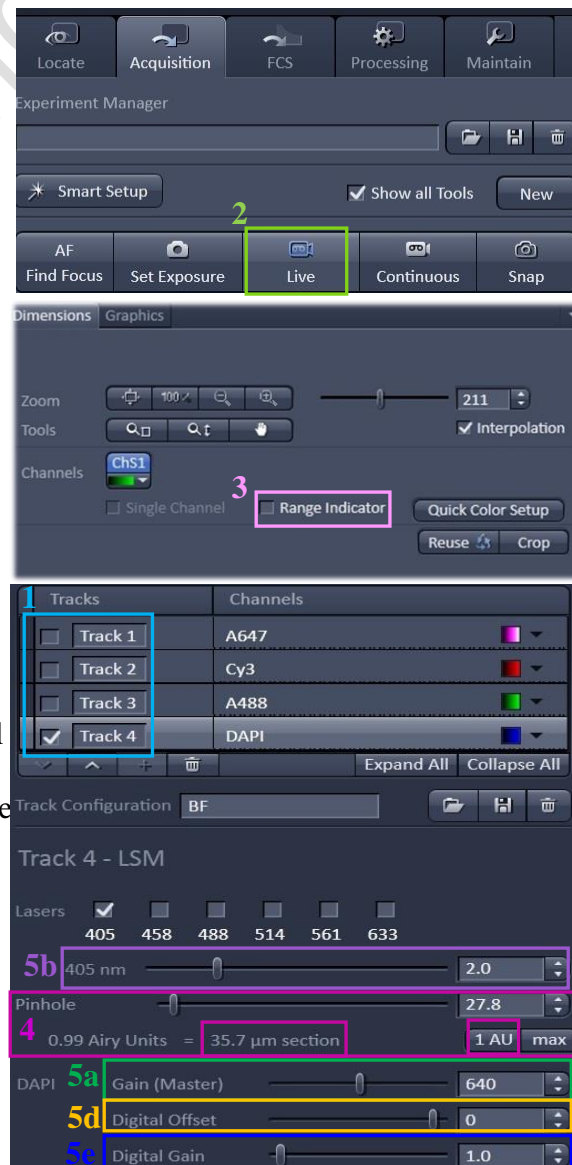 Locate Acquisition FCS Processing Maintain
Experiment Manager
Smart Setup Show all Tools New
2
AF
Find Focus Set Exposure Live Continuous Snap
Dimensions Graphics
Zoom 100% 211
Tools Interpolation
Channels ChS1
3
Single Channel Range Indicator Quick Color Setup
Reuse Crop
1 Tracks Channels
Track 1 A647
Track 2 Cy3
Track 3 A488
Track 4 DAPI
Expand All Collapse All
Track Configuration BF
Track 4 - LSM
Lasers
405 458 488 514 561 633
5b 405 nm 2.0
Pinhole 27.8
4 0.99 Airy Units = 35.7 µm section 1 AU max
DAPI 5a Gain (Master) 640
5d Digital Offset 0
5e Digital Gain 1.0